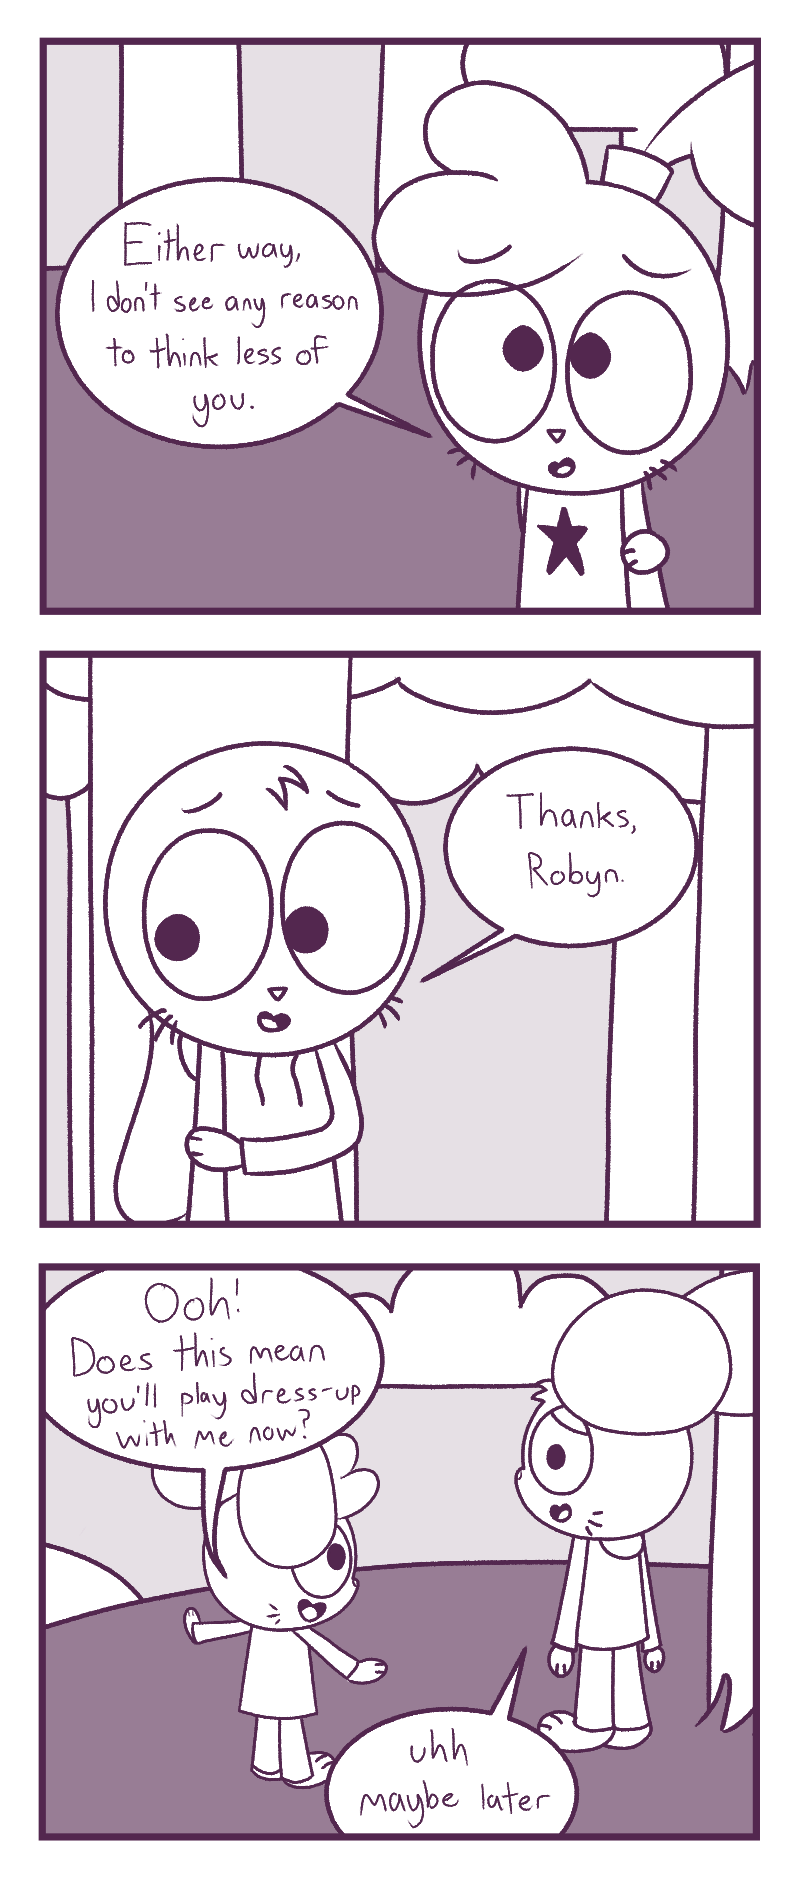 Either way,
I don't see any reason
to think less of
you.
Thanks,
Robyn.
Ooh!
Does this mean
you'll play dress-up
with me now?
uhh
maybe later